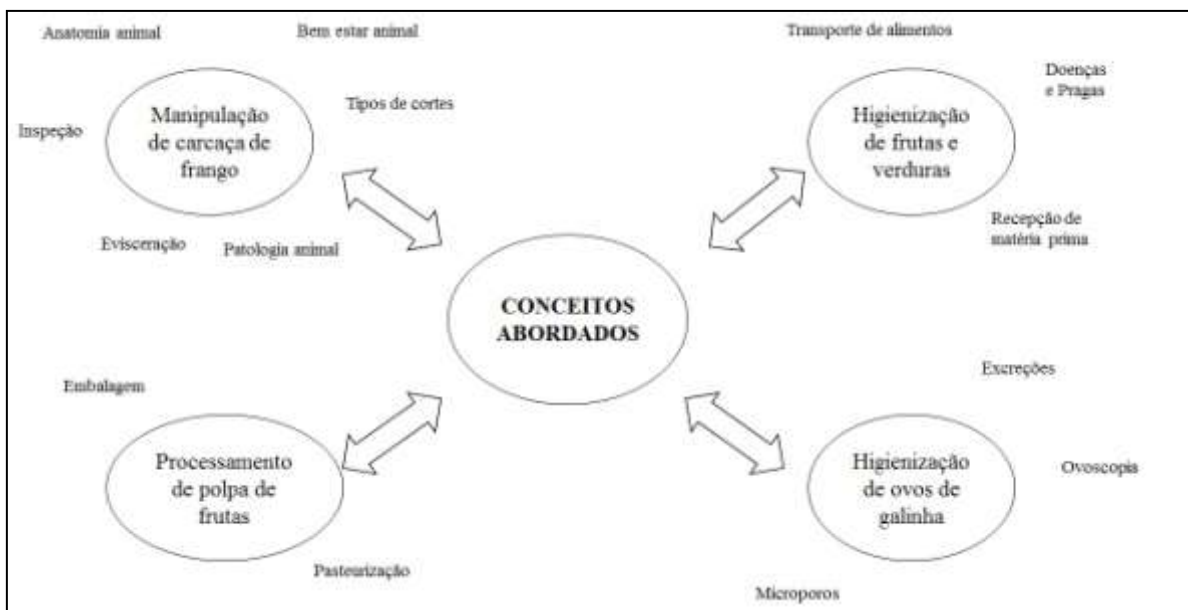 Anatomia animal
Bem estar animal
Tipos de cortes
Inspeção
Manipulação
de carcaça de
frango
Evisceração
Patologia animal
Transporte de alimentos
Doenças
e Pragas
Higienização
de frutas e
verduras
Recepção de
matéria prima
CONCEITOS
ABORDADOS
Embalagem
Processamento
de polpa de
frutas
Pasteurização
Excreções
Ovoscopia
Higienização
de ovos de
galinha
Microporos